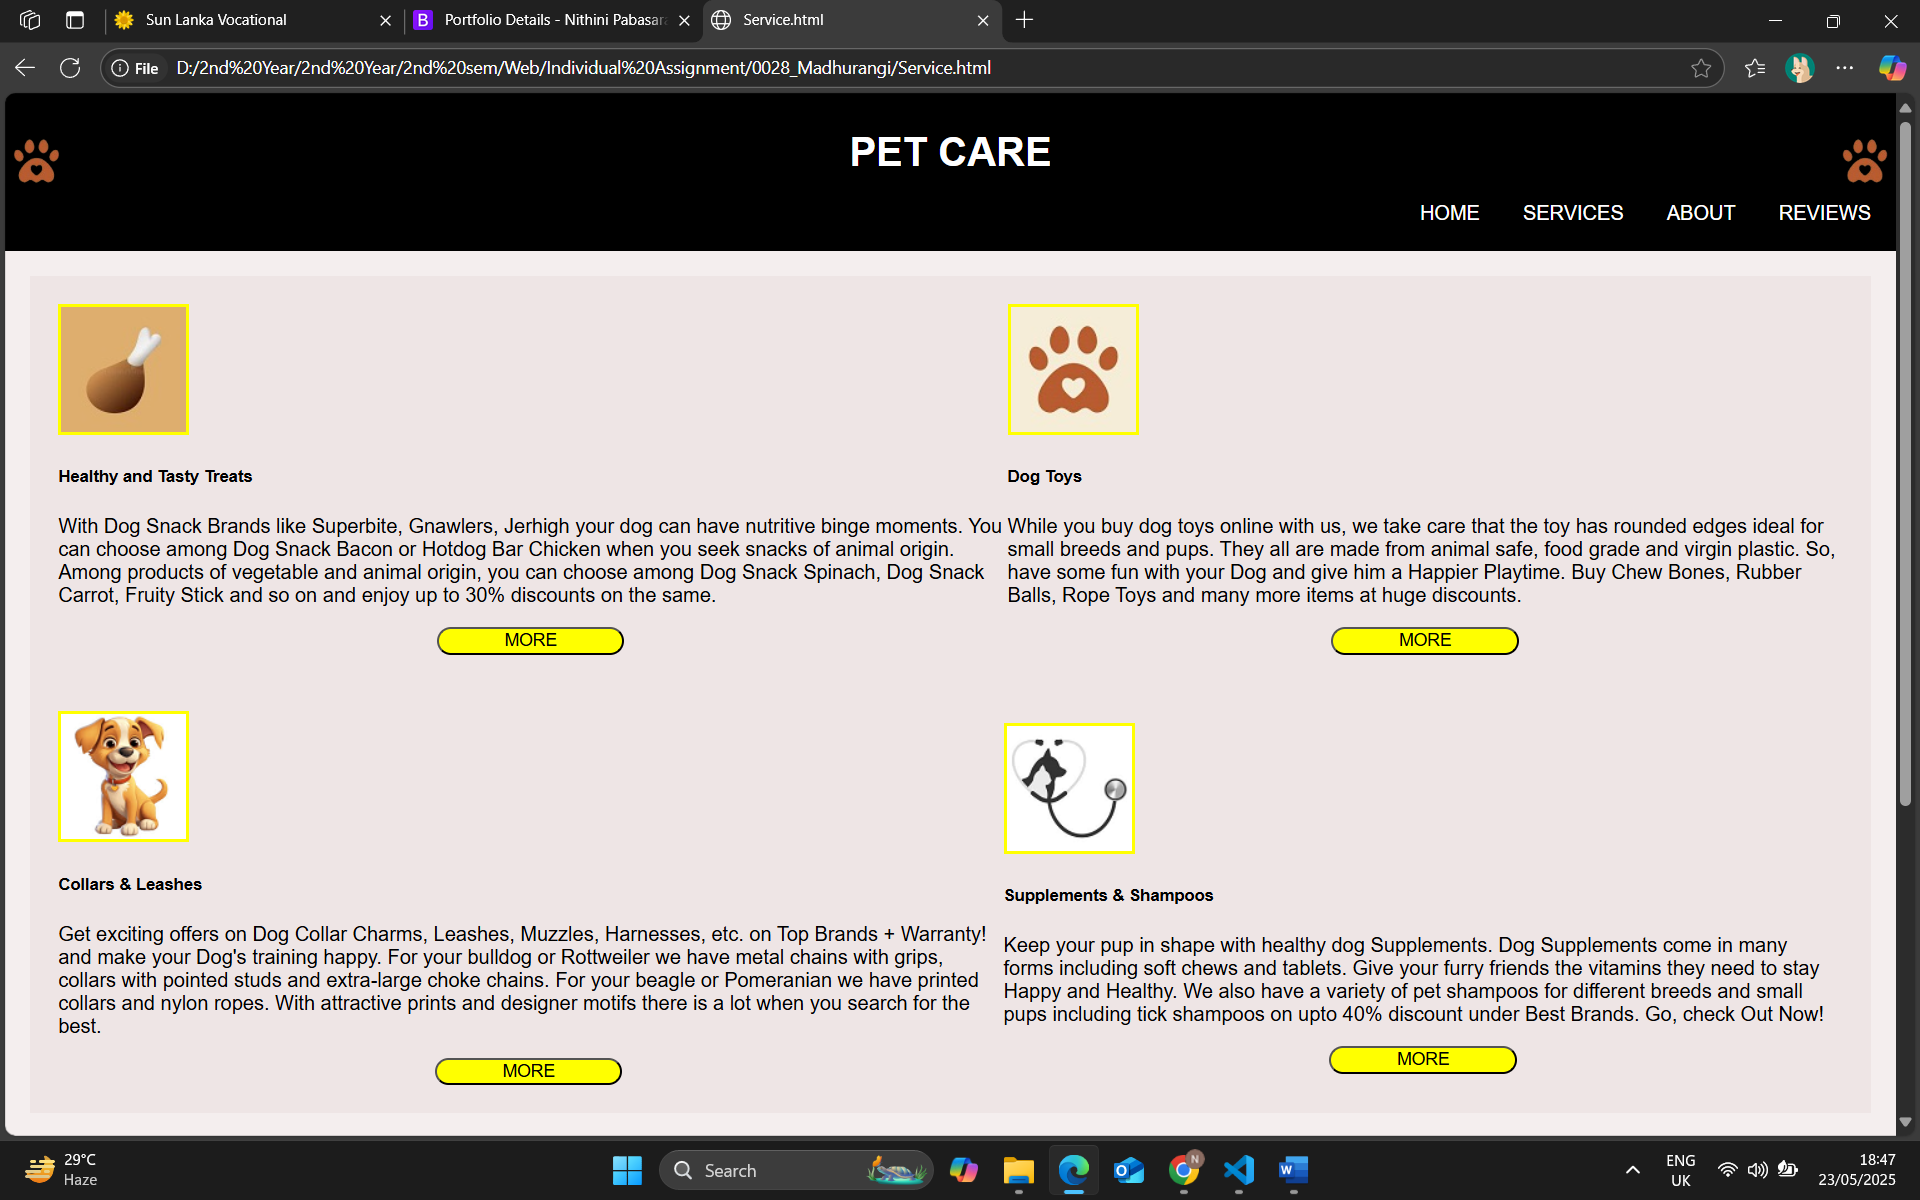 Sun Lanka Vocational
B
Portfolio Details - Nithini Pabasara
Service.html
File
D:/2nd%20Year/2nd%20Year/2nd%20sem/Web/Individual%20Assignment/0028_Madhurangi/Service.html
PET CARE
HOME SERVICES ABOUT REVIEWS
Healthy and Tasty Treats
With Dog Snack Brands like Superbite, Gnawlers, Jerhigh your dog can have nutritive binge moments. You
can choose among Dog Snack Bacon or Hotdog Bar Chicken when you seek snacks of animal origin.
Among products of vegetable and animal origin, you can choose among Dog Snack Spinach, Dog Snack
Carrot, Fruity Stick and so on and enjoy up to 30% discounts on the same.
MORE
Dog Toys
While you buy dog toys online with us, we take care that the toy has rounded edges ideal for
small breeds and pups. They all are made from animal safe, food grade and virgin plastic. So,
have some fun with your Dog and give him a Happier Playtime. Buy Chew Bones, Rubber
Balls, Rope Toys and many more items at huge discounts.
MORE
Collars & Leashes
Get exciting offers on Dog Collar Charms, Leashes, Muzzles, Harnesses, etc. on Top Brands + Warranty!
and make your Dog's training happy. For your bulldog or Rottweiler we have metal chains with grips,
collars with pointed studs and extra-large choke chains. For your beagle or Pomeranian we have printed
collars and nylon ropes. With attractive prints and designer motifs there is a lot when you search for the
best.
MORE
Supplements & Shampoos
Keep your pup in shape with healthy dog Supplements. Dog Supplements come in many
forms including soft chews and tablets. Give your furry friends the vitamins they need to stay
Happy and Healthy. We also have a variety of pet shampoos for different breeds and small
pups including tick shampoos on upto 40% discount under Best Brands. Go, check Out Now!
MORE
29°C
Haze
Search
N
ENG
UK
18:47
23/05/2025